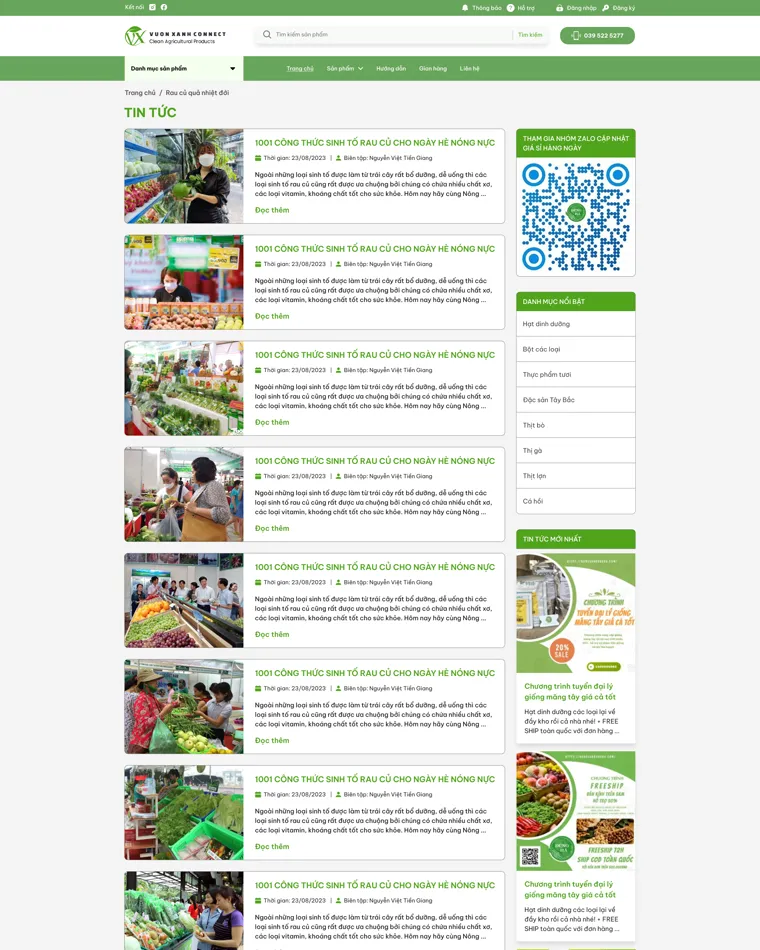 Kết nối
Thông báo
Hỗ trợ
Đăng nhập
Đăng ký
VUON XANH CONNECT
Clean Agricultural Products
Tìm kiếm sản phẩm
Tìm kiếm
039 522 5277
Danh mục sản phẩm
Trang chủ
Sản phẩm
Hướng dẫn
Gian hàng
Liên hệ
Trang chủ / Rau củ quả nhiệt đới
TIN TỨC
1001 CÔNG THỨC SINH TỐ RAU CỦ CHO NGÀY HÈ NÓNG NỰC
Thời gian: 23/08/2023 | Biên tập: Nguyễn Việt Tiến Giang
Ngoài những loại sinh tố được làm từ trái cây rất bổ dưỡng, dễ uống thì các
loại sinh tố rau củ cũng rất được ưa chuộng bởi chúng có chứa nhiều chất xơ,
các loại vitamin, khoáng chất tốt cho sức khỏe. Hôm nay hãy cùng Nông ...
Đọc thêm
1001 CÔNG THỨC SINH TỐ RAU CỦ CHO NGÀY HÈ NÓNG NỰC
Thời gian: 23/08/2023 | Biên tập: Nguyễn Việt Tiến Giang
Ngoài những loại sinh tố được làm từ trái cây rất bổ dưỡng, dễ uống thì các
loại sinh tố rau củ cũng rất được ưa chuộng bởi chúng có chứa nhiều chất xơ,
các loại vitamin, khoáng chất tốt cho sức khỏe. Hôm nay hãy cùng Nông ...
Đọc thêm
1001 CÔNG THỨC SINH TỐ RAU CỦ CHO NGÀY HÈ NÓNG NỰC
Thời gian: 23/08/2023 | Biên tập: Nguyễn Việt Tiến Giang
Ngoài những loại sinh tố được làm từ trái cây rất bổ dưỡng, dễ uống thì các
loại sinh tố rau củ cũng rất được ưa chuộng bởi chúng có chứa nhiều chất xơ,
các loại vitamin, khoáng chất tốt cho sức khỏe. Hôm nay hãy cùng Nông ...
Đọc thêm
1001 CÔNG THỨC SINH TỐ RAU CỦ CHO NGÀY HÈ NÓNG NỰC
Thời gian: 23/08/2023 | Biên tập: Nguyễn Việt Tiến Giang
Ngoài những loại sinh tố được làm từ trái cây rất bổ dưỡng, dễ uống thì các
loại sinh tố rau củ cũng rất được ưa chuộng bởi chúng có chứa nhiều chất xơ,
các loại vitamin, khoáng chất tốt cho sức khỏe. Hôm nay hãy cùng Nông ...
Đọc thêm
1001 CÔNG THỨC SINH TỐ RAU CỦ CHO NGÀY HÈ NÓNG NỰC
Thời gian: 23/08/2023 | Biên tập: Nguyễn Việt Tiến Giang
Ngoài những loại sinh tố được làm từ trái cây rất bổ dưỡng, dễ uống thì các
loại sinh tố rau củ cũng rất được ưa chuộng bởi chúng có chứa nhiều chất xơ,
các loại vitamin, khoáng chất tốt cho sức khỏe. Hôm nay hãy cùng Nông ...
Đọc thêm
1001 CÔNG THỨC SINH TỐ RAU CỦ CHO NGÀY HÈ NÓNG NỰC
Thời gian: 23/08/2023 | Biên tập: Nguyễn Việt Tiến Giang
Ngoài những loại sinh tố được làm từ trái cây rất bổ dưỡng, dễ uống thì các
loại sinh tố rau củ cũng rất được ưa chuộng bởi chúng có chứa nhiều chất xơ,
các loại vitamin, khoáng chất tốt cho sức khỏe. Hôm nay hãy cùng Nông ...
Đọc thêm
1001 CÔNG THỨC SINH TỐ RAU CỦ CHO NGÀY HÈ NÓNG NỰC
Thời gian: 23/08/2023 | Biên tập: Nguyễn Việt Tiến Giang
Ngoài những loại sinh tố được làm từ trái cây rất bổ dưỡng, dễ uống thì các
loại sinh tố rau củ cũng rất được ưa chuộng bởi chúng có chứa nhiều chất xơ,
các loại vitamin, khoáng chất tốt cho sức khỏe. Hôm nay hãy cùng Nông ...
Đọc thêm
1001 CÔNG THỨC SINH TỐ RAU CỦ CHO NGÀY HÈ NÓNG NỰC
Thời gian: 23/08/2023 | Biên tập: Nguyễn Việt Tiến Giang
Ngoài những loại sinh tố được làm từ trái cây rất bổ dưỡng, dễ uống thì các
loại sinh tố rau củ cũng rất được ưa chuộng bởi chúng có chứa nhiều chất xơ,
các loại vitamin, khoáng chất tốt cho sức khỏe. Hôm nay hãy cùng Nông ...
THAM GIA NHÓM ZALO CẬP NHẬT
GIÁ SỈ HÀNG NGÀY
DANH MỤC NỔI BẬT
Hạt dinh dưỡng
Bột các loại
Thực phẩm tươi
Đặc sản Tây Bắc
Thịt bò
Thị gà
Thịt lợn
Cá hồi
TIN TỨC MỚI NHẤT
CHƯƠNG TRÌNH
TUYỂN ĐẠI LÝ GIỐNG
MĂNG TÂY GIÁ CẢ TỐT
20%
SALE
Chương trình tuyển đại lý
giống măng tây giá cả tốt
Hạt dinh dưỡng các loại lại về
đầy kho rồi cả nhà nhé! + FREE
SHIP toàn quốc với đơn hàng ...
CHƯƠNG TRÌNH
FREESHIP
FREESHIP TOH
SHIP COD TOÀN QUỐC
Chương trình tuyển đại lý
giống măng tây giá cả tốt
Hạt dinh dưỡng các loại lại về
đầy kho rồi cả nhà nhé! + FREE
SHIP toàn quốc với đơn hàng ...